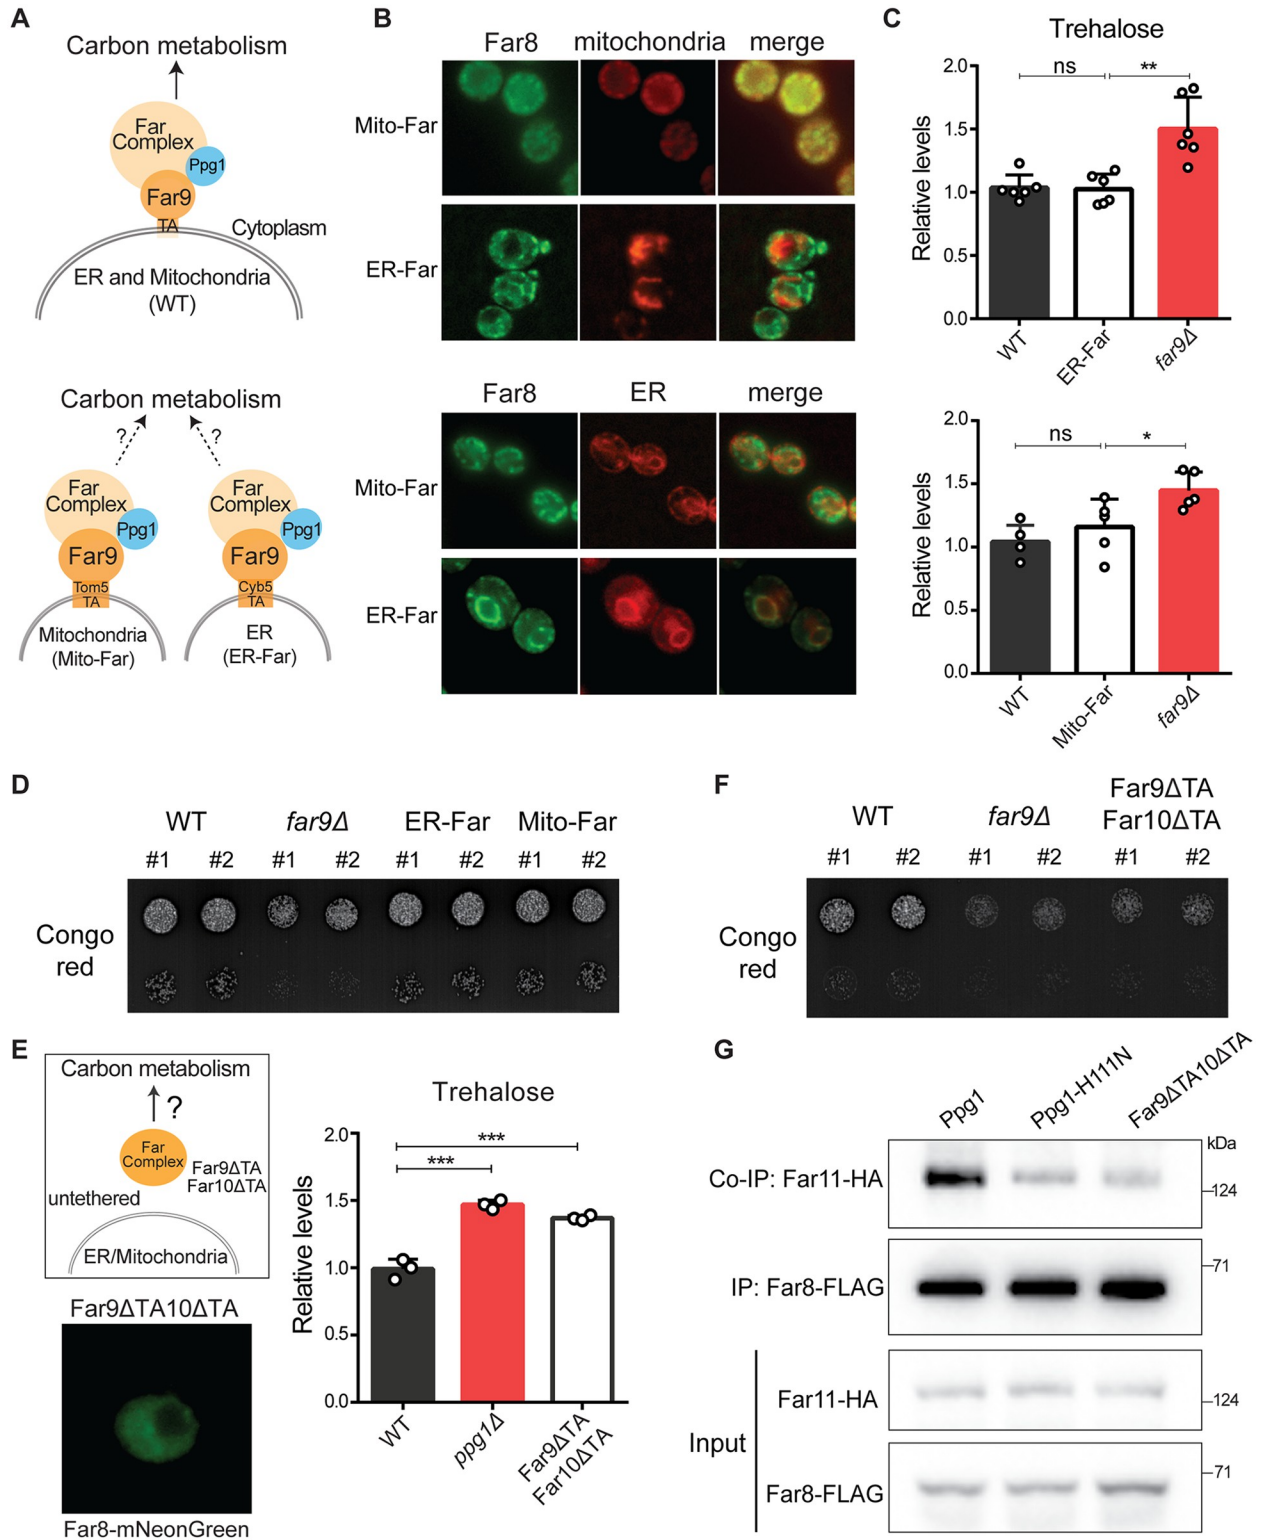 A
Carbon metabolism
Far
Complex
Ppg1
Far9
TA
Cytoplasm
ER and Mitochondria
(WT)
Carbon metabolism
? ?
Far
Complex
Ppg1
Far9
Tom5
TA
Mitochondria
(Mito-Far)
Far
Complex
Ppg1
Far9
Cyb5
TA
ER
(ER-Far)
B
Far8 mitochondria merge
Mito-Far
ER-Far
Far8 ER merge
Mito-Far
ER-Far
C
Trehalose
Relative levels
2.0
1.5
1.0
0.5
0.0
ns **
WT ER-Far far9Δ
Relative levels
2.0
1.5
1.0
0.5
0.0
ns *
WT Mito-Far far9Δ
D
WT far9Δ ER-Far Mito-Far
#1 #2 #1 #2 #1 #2 #1 #2
Congo
red
F
WT far9Δ Far9ΔTA
Far10ΔTA
#1 #2 #1 #2 #1 #2
Congo
red
E
Carbon metabolism
?
Far
Complex
Far9ΔTA
Far10ΔTA
untethered
ER/Mitochondria
Far9ΔTA10ΔTA
Far8-mNeonGreen
Trehalose
Relative levels
2.0
1.5
1.0
0.5
0.0
***
***
WT ppg1Δ Far9ΔTA
Far10ΔTA
G
Ppg1 Ppg1-H111N Far9ΔTA10ΔTA
kDa
Co-IP: Far11-HA
124
IP: Far8-FLAG
71
Input
Far11-HA
124
Far8-FLAG
71